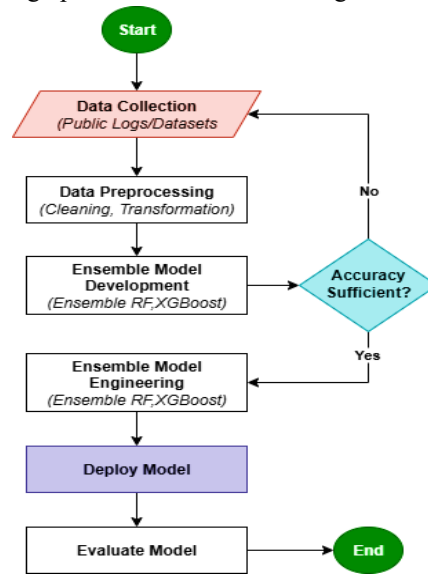 Start
Data Collection
(Public Logs/Datasets
Data Preprocessing
(Cleaning, Transformation)
Ensemble Model
Development
(Ensemble RF,XGBoost)
Accuracy
Sufficient?
No
Yes
Ensemble Model
Engineering
(Ensemble RF,XGBoost)
Deploy Model
Evaluate Model
End